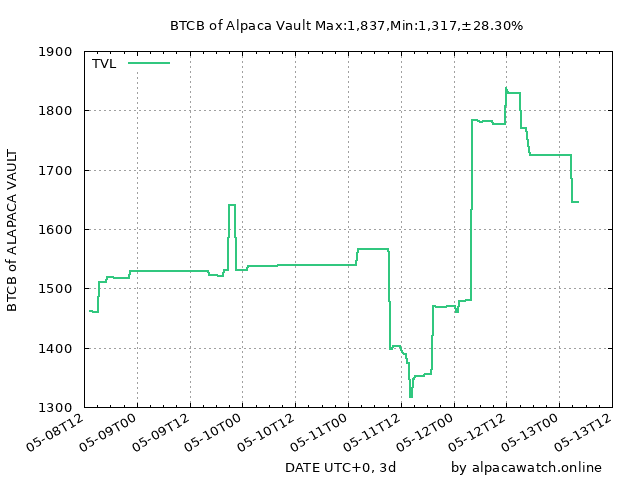 BTCB of Alpaca Vault Max:1,837,Min:1,317,±28.30%
TVL
BTCB of ALAPACA VAULT
1900
1800
1700
1600
1500
1400
1300
05-08T12
05-09T00
05-09T12
05-10T00
05-10T12
05-11T00
05-11T12
05-12T00
05-12T12
05-13T00
05-13T12
DATE UTC+0, 3d
by alpacawatch.online